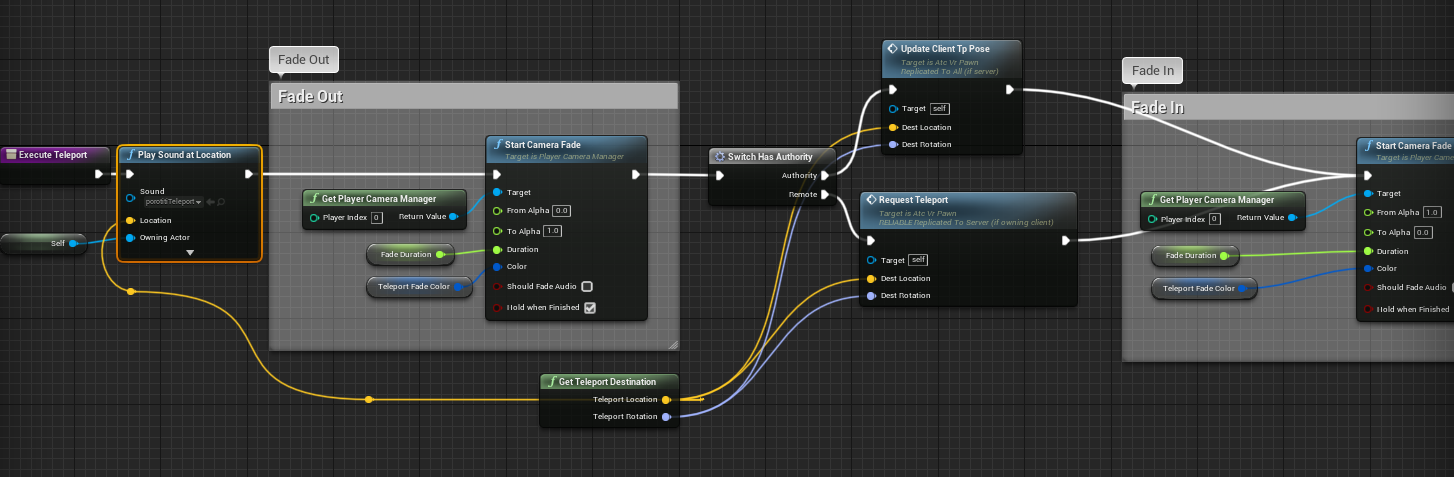 Execute Teleport
Self
Play Sound at Location
Sound
porotitiTeleport
Location
Owning Actor
Fade Out
Fade Out
Get Player Camera Manager
Player Index 0
Return Value
Fade Duration
Teleport Fade Color
Start Camera Fade
Target is Player Camera Manager
Target
From Alpha 0.0
To Alpha 1.0
Duration
Color
Should Fade Audio
Hold when Finished
Get Teleport Destination
Teleport Location
Teleport Rotation
Switch Has Authority
Authority
Remote
Update Client Tp Pose
Target is Atc Vr Pawn
Replicated To All (if server)
Target self
Dest Location
Dest Rotation
Request Teleport
Target is Atc Vr Pawn
RELIABLE Replicated To Server (if owning client)
Target self
Dest Location
Dest Rotation
Fade In
Fade In
Get Player Camera Manager
Player Index 0
Return Value
Fade Duration
Teleport Fade Color
Start Camera Fade
Target is Player Came
Target
From Alpha 1.0
To Alpha 0.0
Duration
Color
Should Fade Audio
Hold when Finished